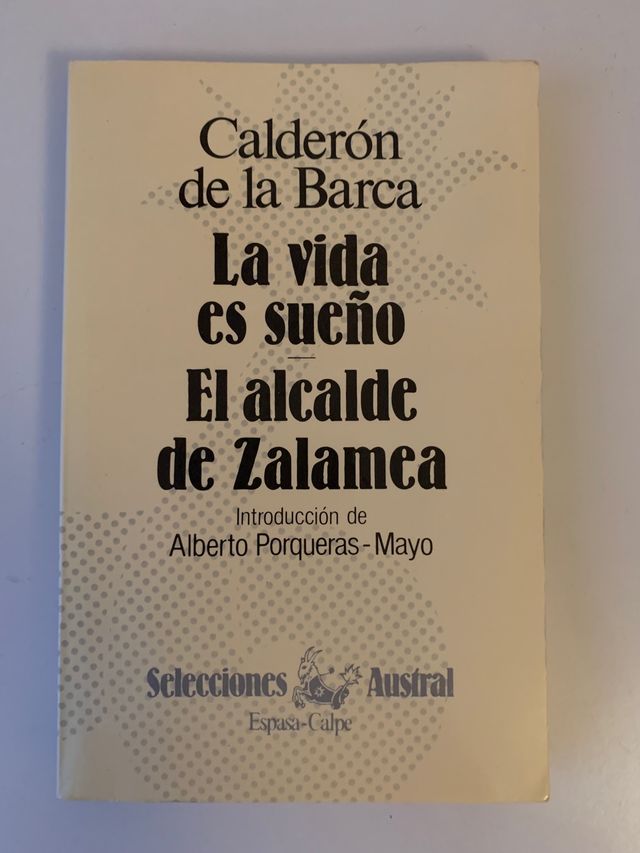 Calderón
de la Barca
La vida
es sueño
El alcalde
de Zalamea
Introducción de
Alberto Porqueras-Mayo
Selecciones Austral
Espasa-Calpe